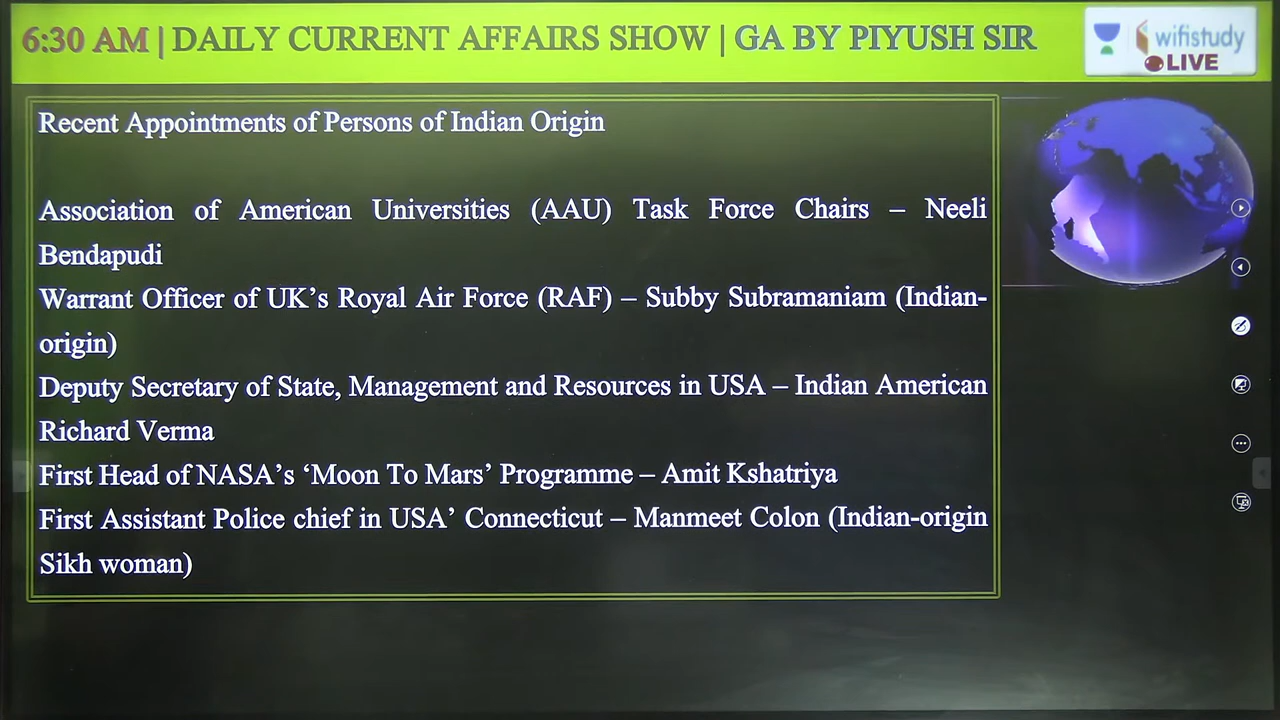 6:30 AM | DAILY CURRENT AFFAIRS SHOW | GA BY PIYUSH SIR
wifistudy
LIVE
Recent Appointments of Persons of Indian Origin
Association of American Universities (AAU) Task Force Chairs – Neeli
Bendapudi
Warrant Officer of UK’s Royal Air Force (RAF) – Subby Subramaniam (Indian-
origin)
Deputy Secretary of State, Management and Resources in USA – Indian American
Richard Verma
First Head of NASA’s ‘Moon To Mars’ Programme – Amit Kshatriya
First Assistant Police chief in USA’ Connecticut – Manmeet Colon (Indian-origin
Sikh woman)